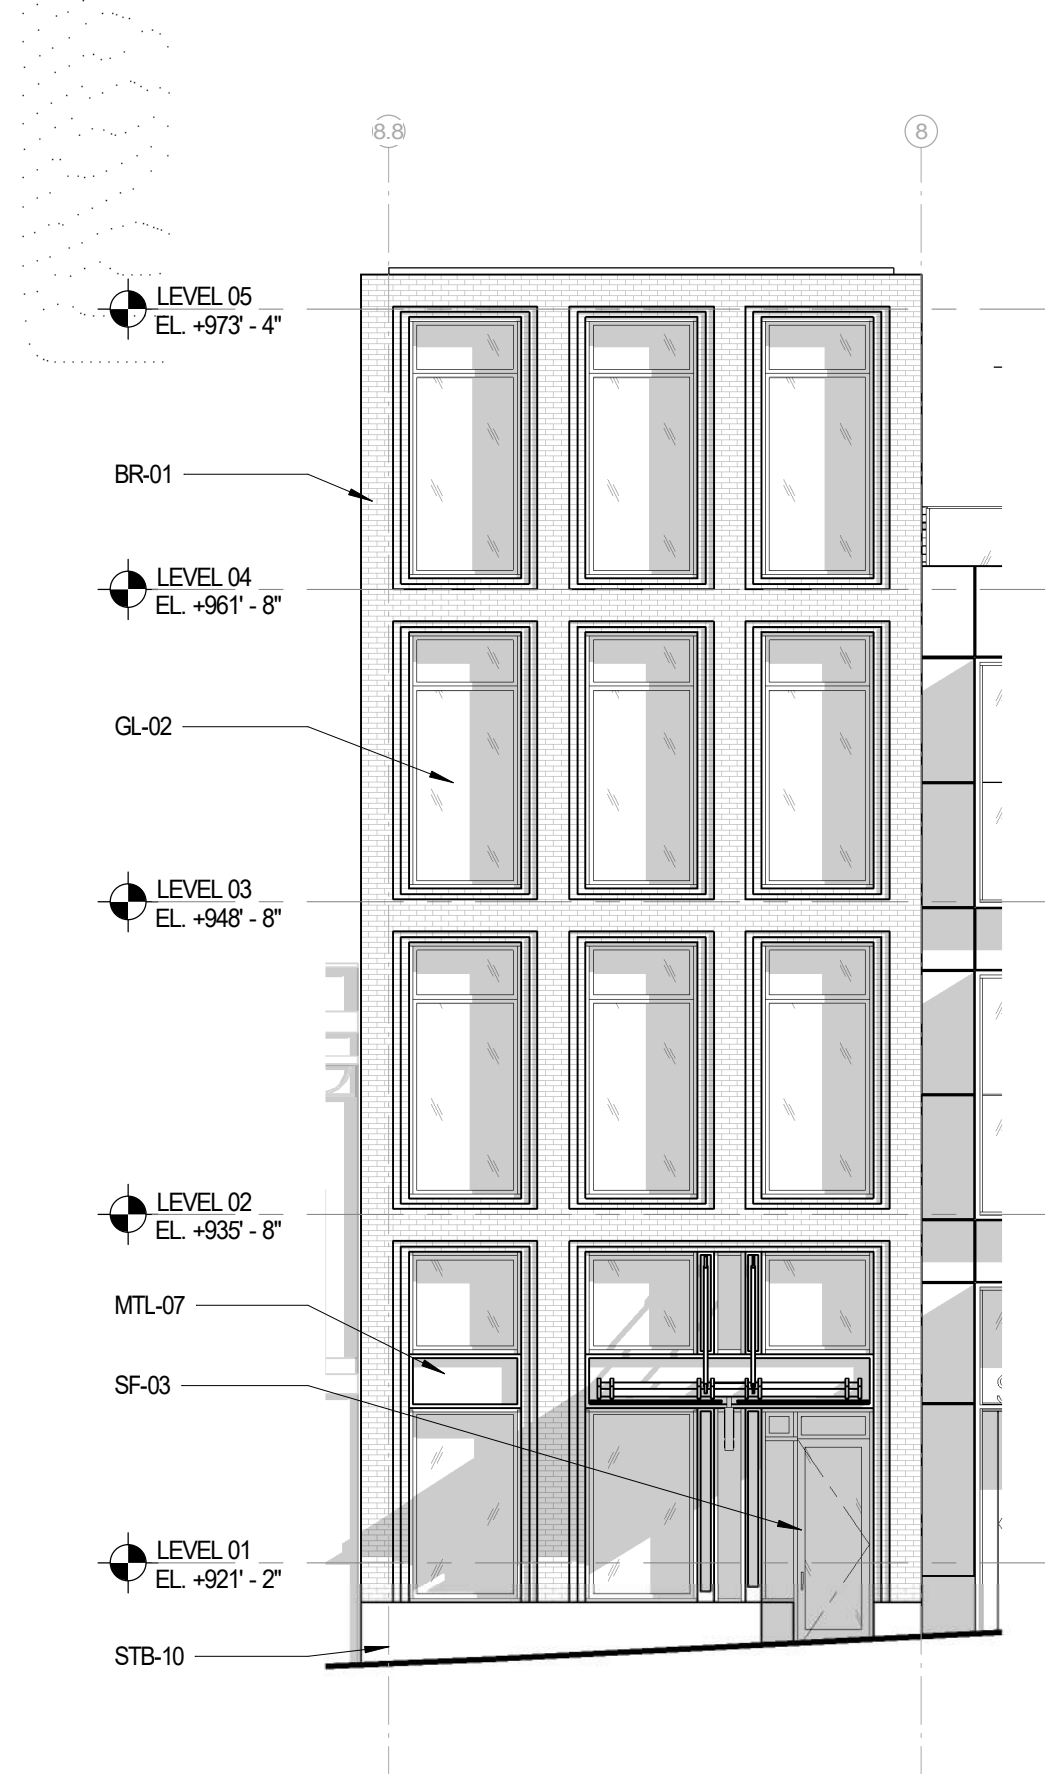 8.8
8
LEVEL 05
EL. +973' - 4"
BR-01
LEVEL 04
EL. +961' - 8"
GL-02
LEVEL 03
EL. +948' - 8"
LEVEL 02
EL. +935' - 8"
MTL-07
SF-03
LEVEL 01
EL. +921' - 2"
STB-10